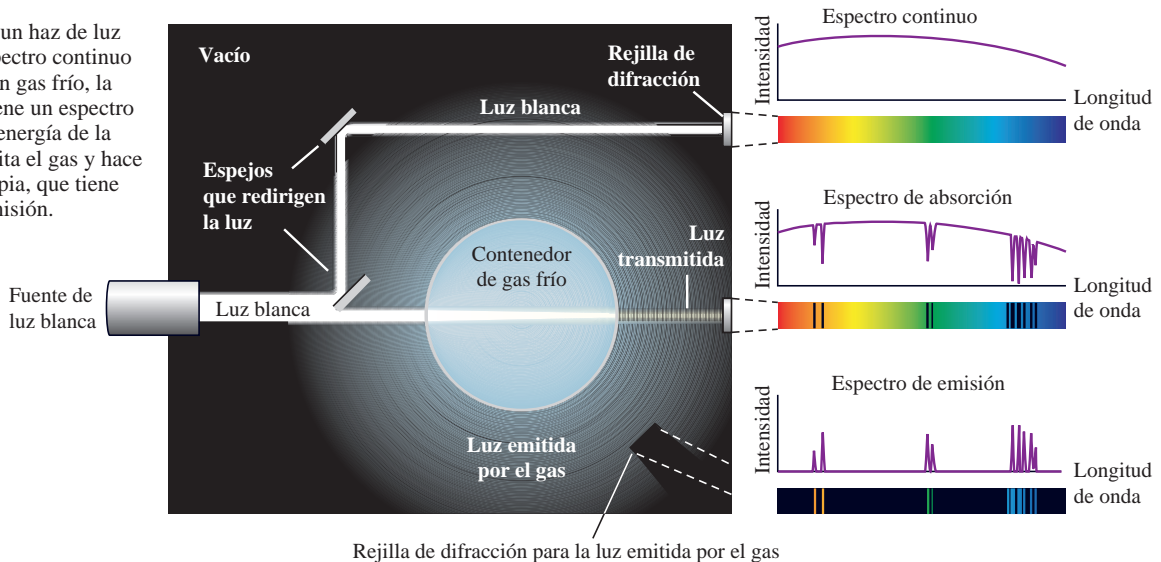 un haz de luz
pectro continuo
n gas frío, la
ene un espectro
energía de la
ita el gas y hace
pia, que tiene
misión.
Vacío
Rejilla de
difracción
Luz blanca
Espejos
que redirigen
la luz
Contenedor
de gas frío
Luz
transmitida
Fuente de
luz blanca
Luz blanca
Luz emitida
por el gas
Rejilla de difracción para la luz emitida por el gas
Espectro continuo
Intensidad
Longitud
de onda
Espectro de absorción
Intensidad
Longitud
de onda
Espectro de emisión
Intensidad
Longitud
de onda